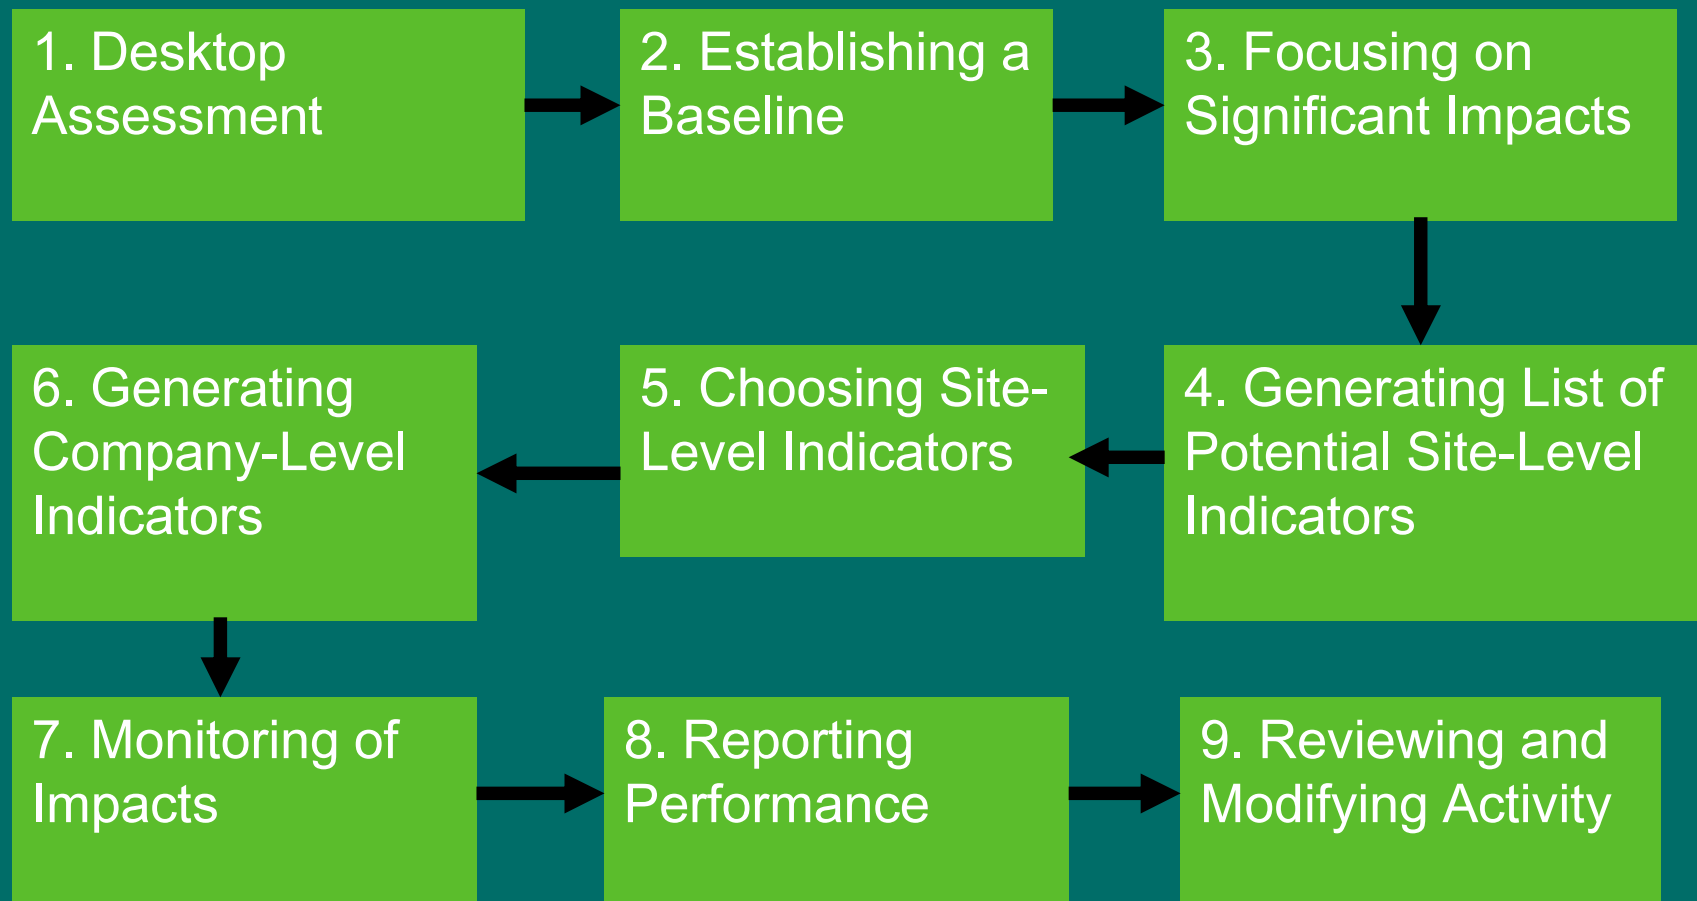 1. Desktop
Assessment
2. Establishing a
Baseline
3. Focusing on
Significant Impacts
4. Generating List of
Potential Site-Level
Indicators
5. Choosing Site-
Level Indicators
6. Generating
Company-Level
Indicators
7. Monitoring of
Impacts
8. Reporting
Performance
9. Reviewing and
Modifying Activity